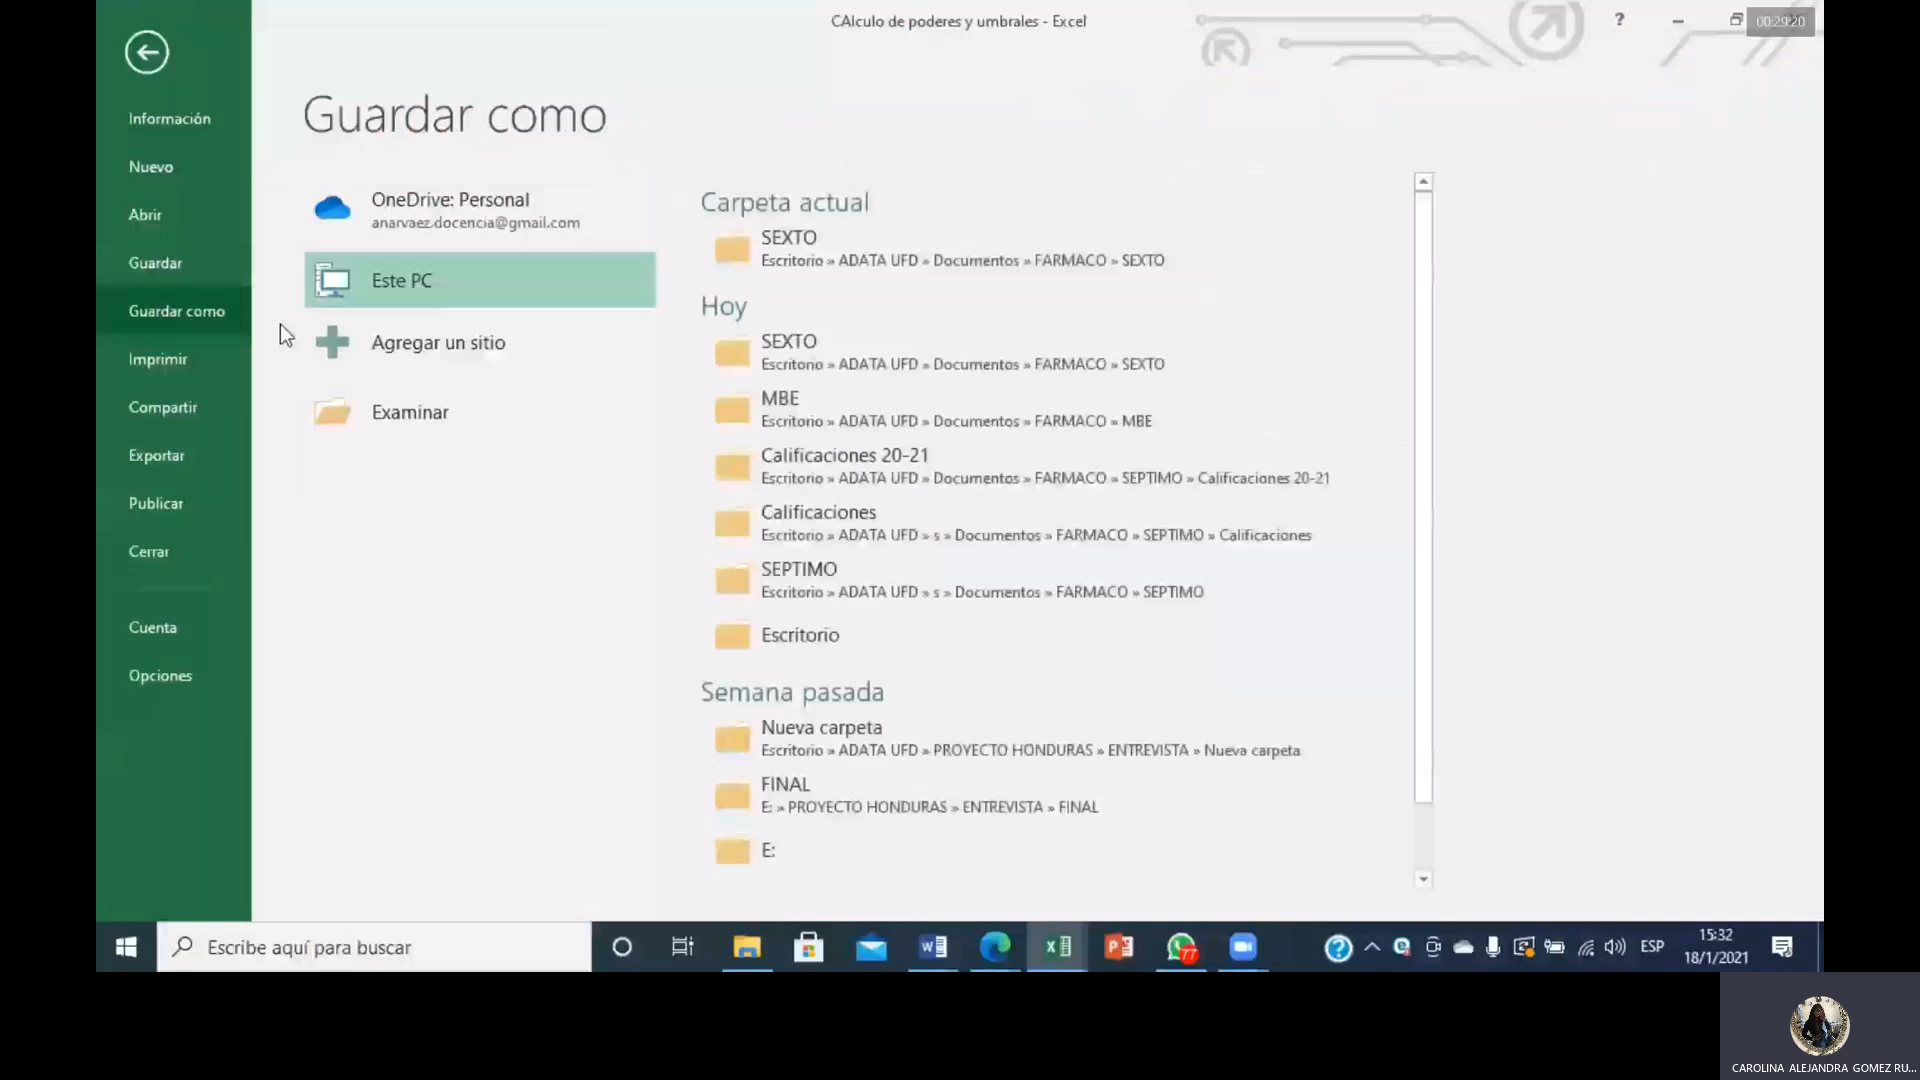 CAlculo de poderes y umbrales - Excel
?
00:29:20
Información
Nuevo
Abrir
Guardar
Guardar como
Imprimir
Compartir
Exportar
Publicar
Cerrar
Cuenta
Opciones
Guardar como
OneDrive: Personal
anarvaez.docencia@gmail.com
Este PC
Agregar un sitio
Examinar
Carpeta actual
SEXTO
Escritorio » ADATA UFD » Documentos » FARMACO » SEXTO
Hoy
SEXTO
Escritorio » ADATA UFD » Documentos » FARMACO » SEXTO
MBE
Escritorio » ADATA UFD » Documentos » FARMACO » MBE
Calificaciones 20-21
Escritorio » ADATA UFD » Documentos » FARMACO » SEPTIMO » Calificaciones 20-21
Calificaciones
Escritorio » ADATA UFD » s » Documentos » FARMACO » SEPTIMO » Calificaciones
SEPTIMO
Escritorio » ADATA UFD » s » Documentos » FARMACO » SEPTIMO
Escritorio
Semana pasada
Nueva carpeta
Escritorio » ADATA UFD » PROYECTO HONDURAS » ENTREVISTA » Nueva carpeta
FINAL
E: » PROYECTO HONDURAS » ENTREVISTA » FINAL
E:
Escribe aquí para buscar
77
ESP
15:32
18/1/2021
CAROLINA ALEJANDRA GOMEZ RU...